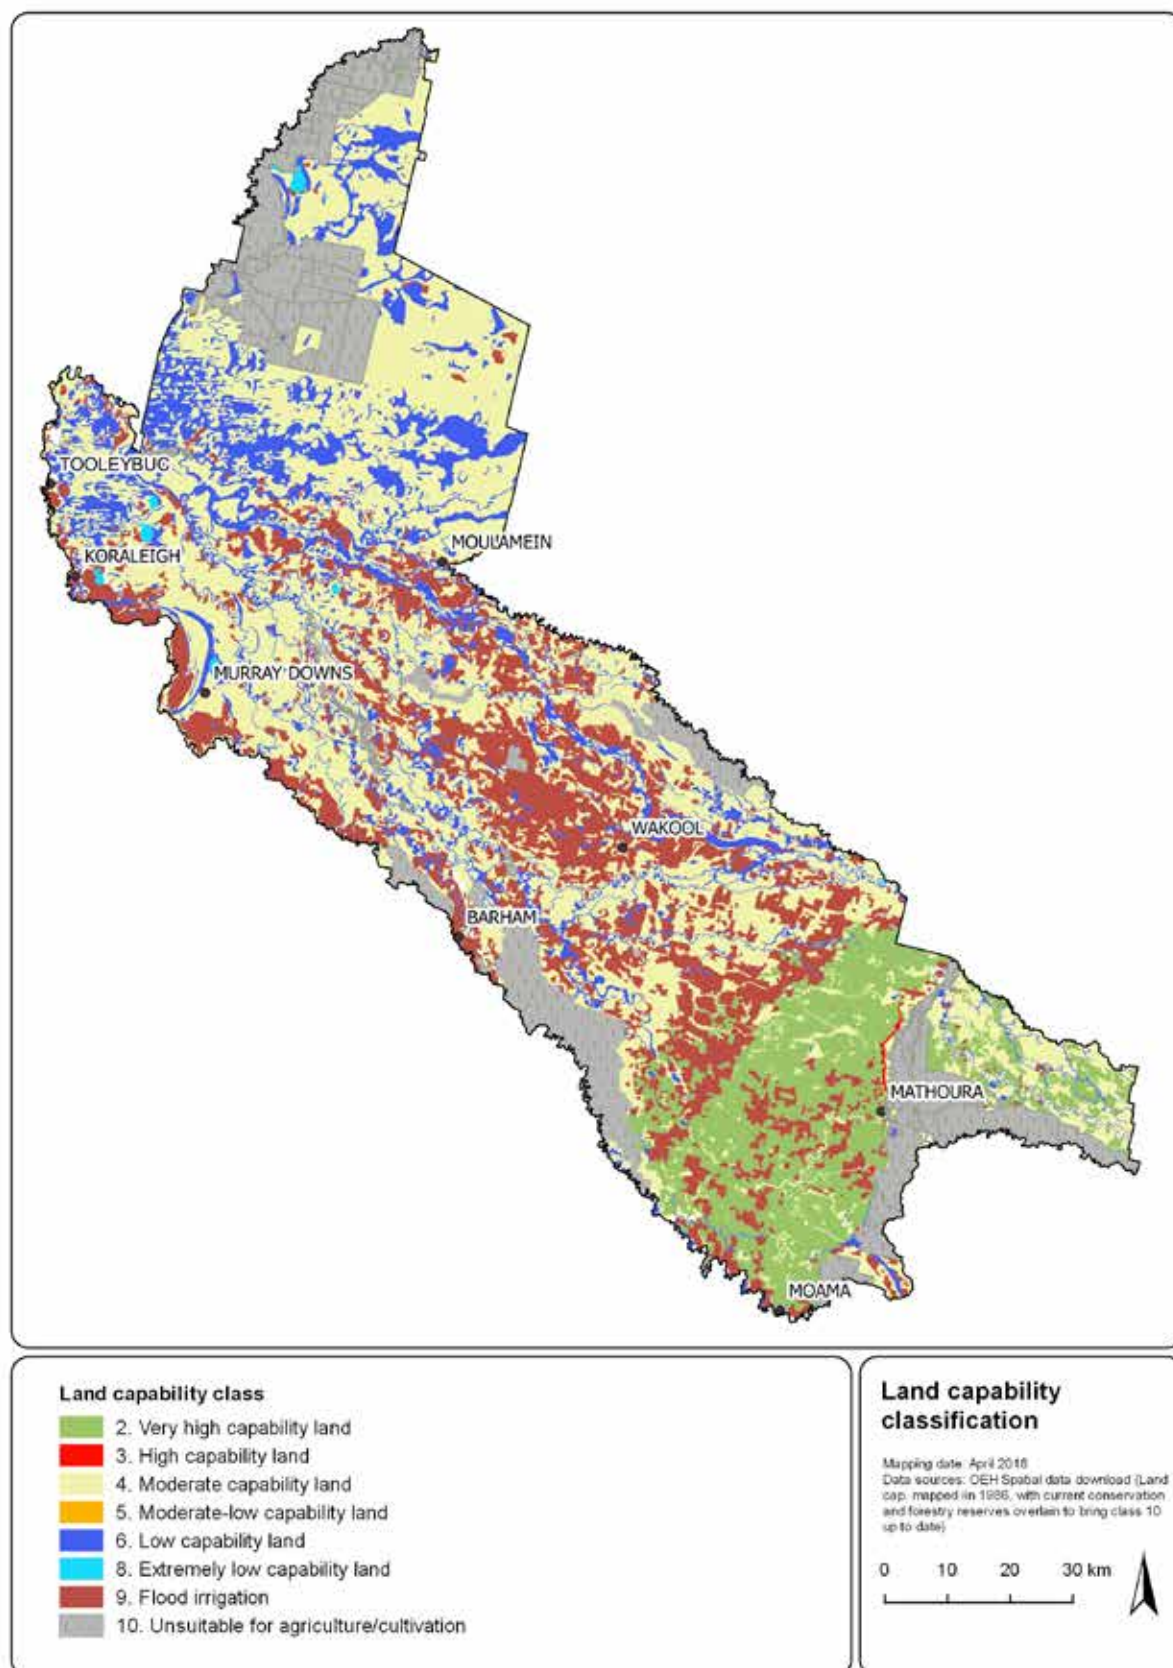 TOOLEYBUC
MOULAMEIN
KORALEIGH
MURRAY DOWNS
WAKOOL
BARHAM
MATHOURA
MOAMA
Land capability class
2. Very high capability land
3. High capability land
4. Moderate capability land
5. Moderate-low capability land
6. Low capability land
8. Extremely low capability land
9. Flood irrigation
10. Unsuitable for agriculture/cultivation
Land capability
classification
Mapping date: April 2018
Data sources: OEH Spatial data download (Land
cap. mapped iin 1986, with current conservation
and forestry reserves overlain to bring class 10
up to date)
0 10 20 30 km